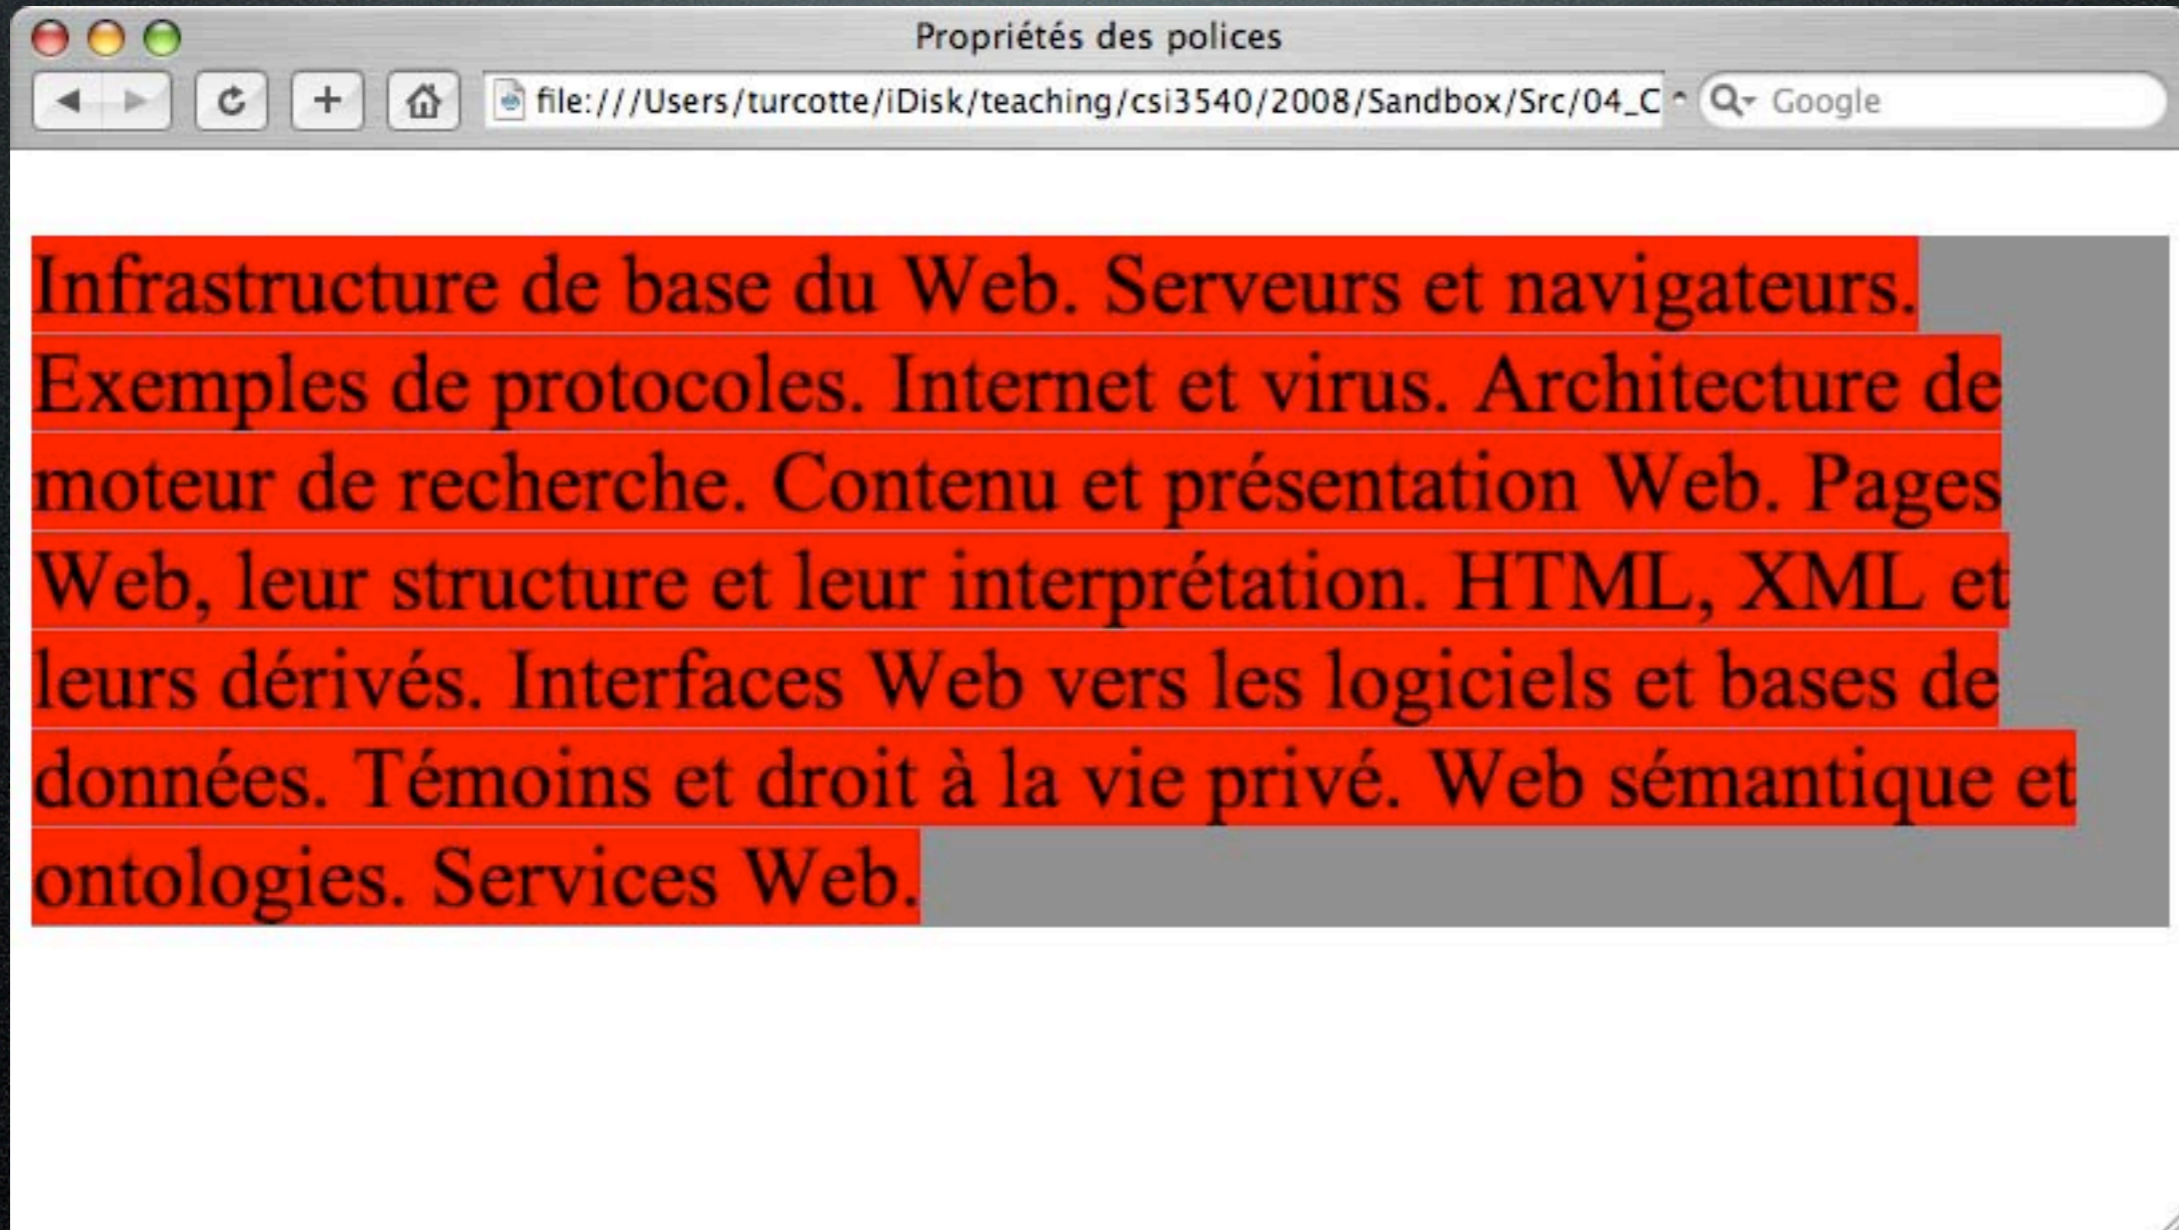 Propriétés des polices
file:///Users/turcotte/iDisk/teaching/csi3540/2008/Sandbox/Src/04_C
Google
Infrastructure de base du Web. Serveurs et navigateurs.
Exemples de protocoles. Internet et virus. Architecture de
moteur de recherche. Contenu et présentation Web. Pages
Web, leur structure et leur interprétation. HTML, XML et
leurs dérivés. Interfaces Web vers les logiciels et bases de
données. Témoins et droit à la vie privé. Web sémantique et
ontologies. Services Web.